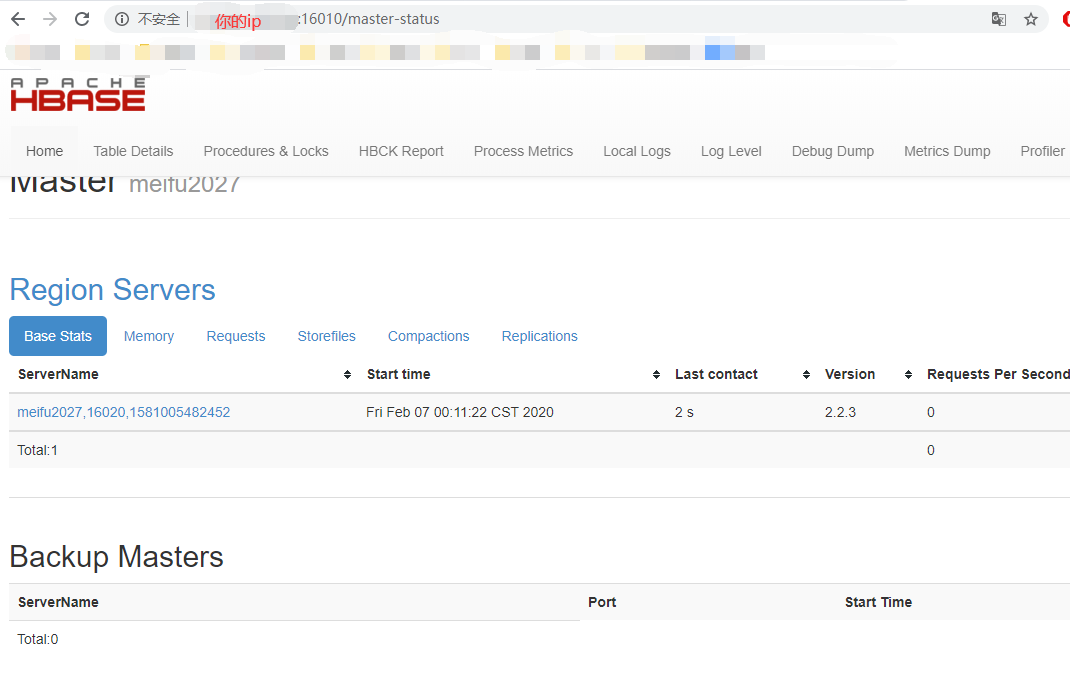 不安全 你的ip :16010/master-status
APACHE
HBASE
Home Table Details Procedures & Locks HBCK Report Process Metrics Local Logs Log Level Debug Dump Metrics Dump Profiler
Master meifu2027
Region Servers
Base Stats Memory Requests Storefiles Compactions Replications
ServerName Start time Last contact Version Requests Per Second
meifu2027,16020,1581005482452 Fri Feb 07 00:11:22 CST 2020 2 s 2.2.3 0
Total:1 0
Backup Masters
ServerName Port Start Time
Total:0